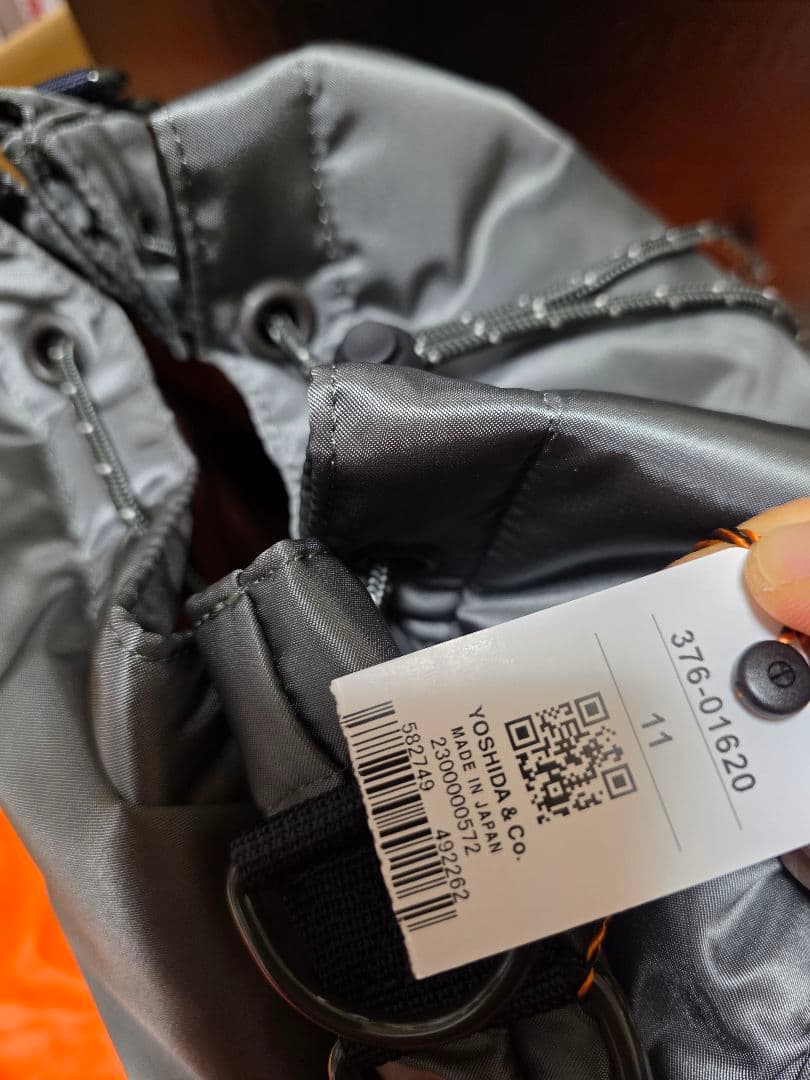 376-01620
11
YOSHIDA & Co.
MADE IN JAPAN
2300000572
582749 492262